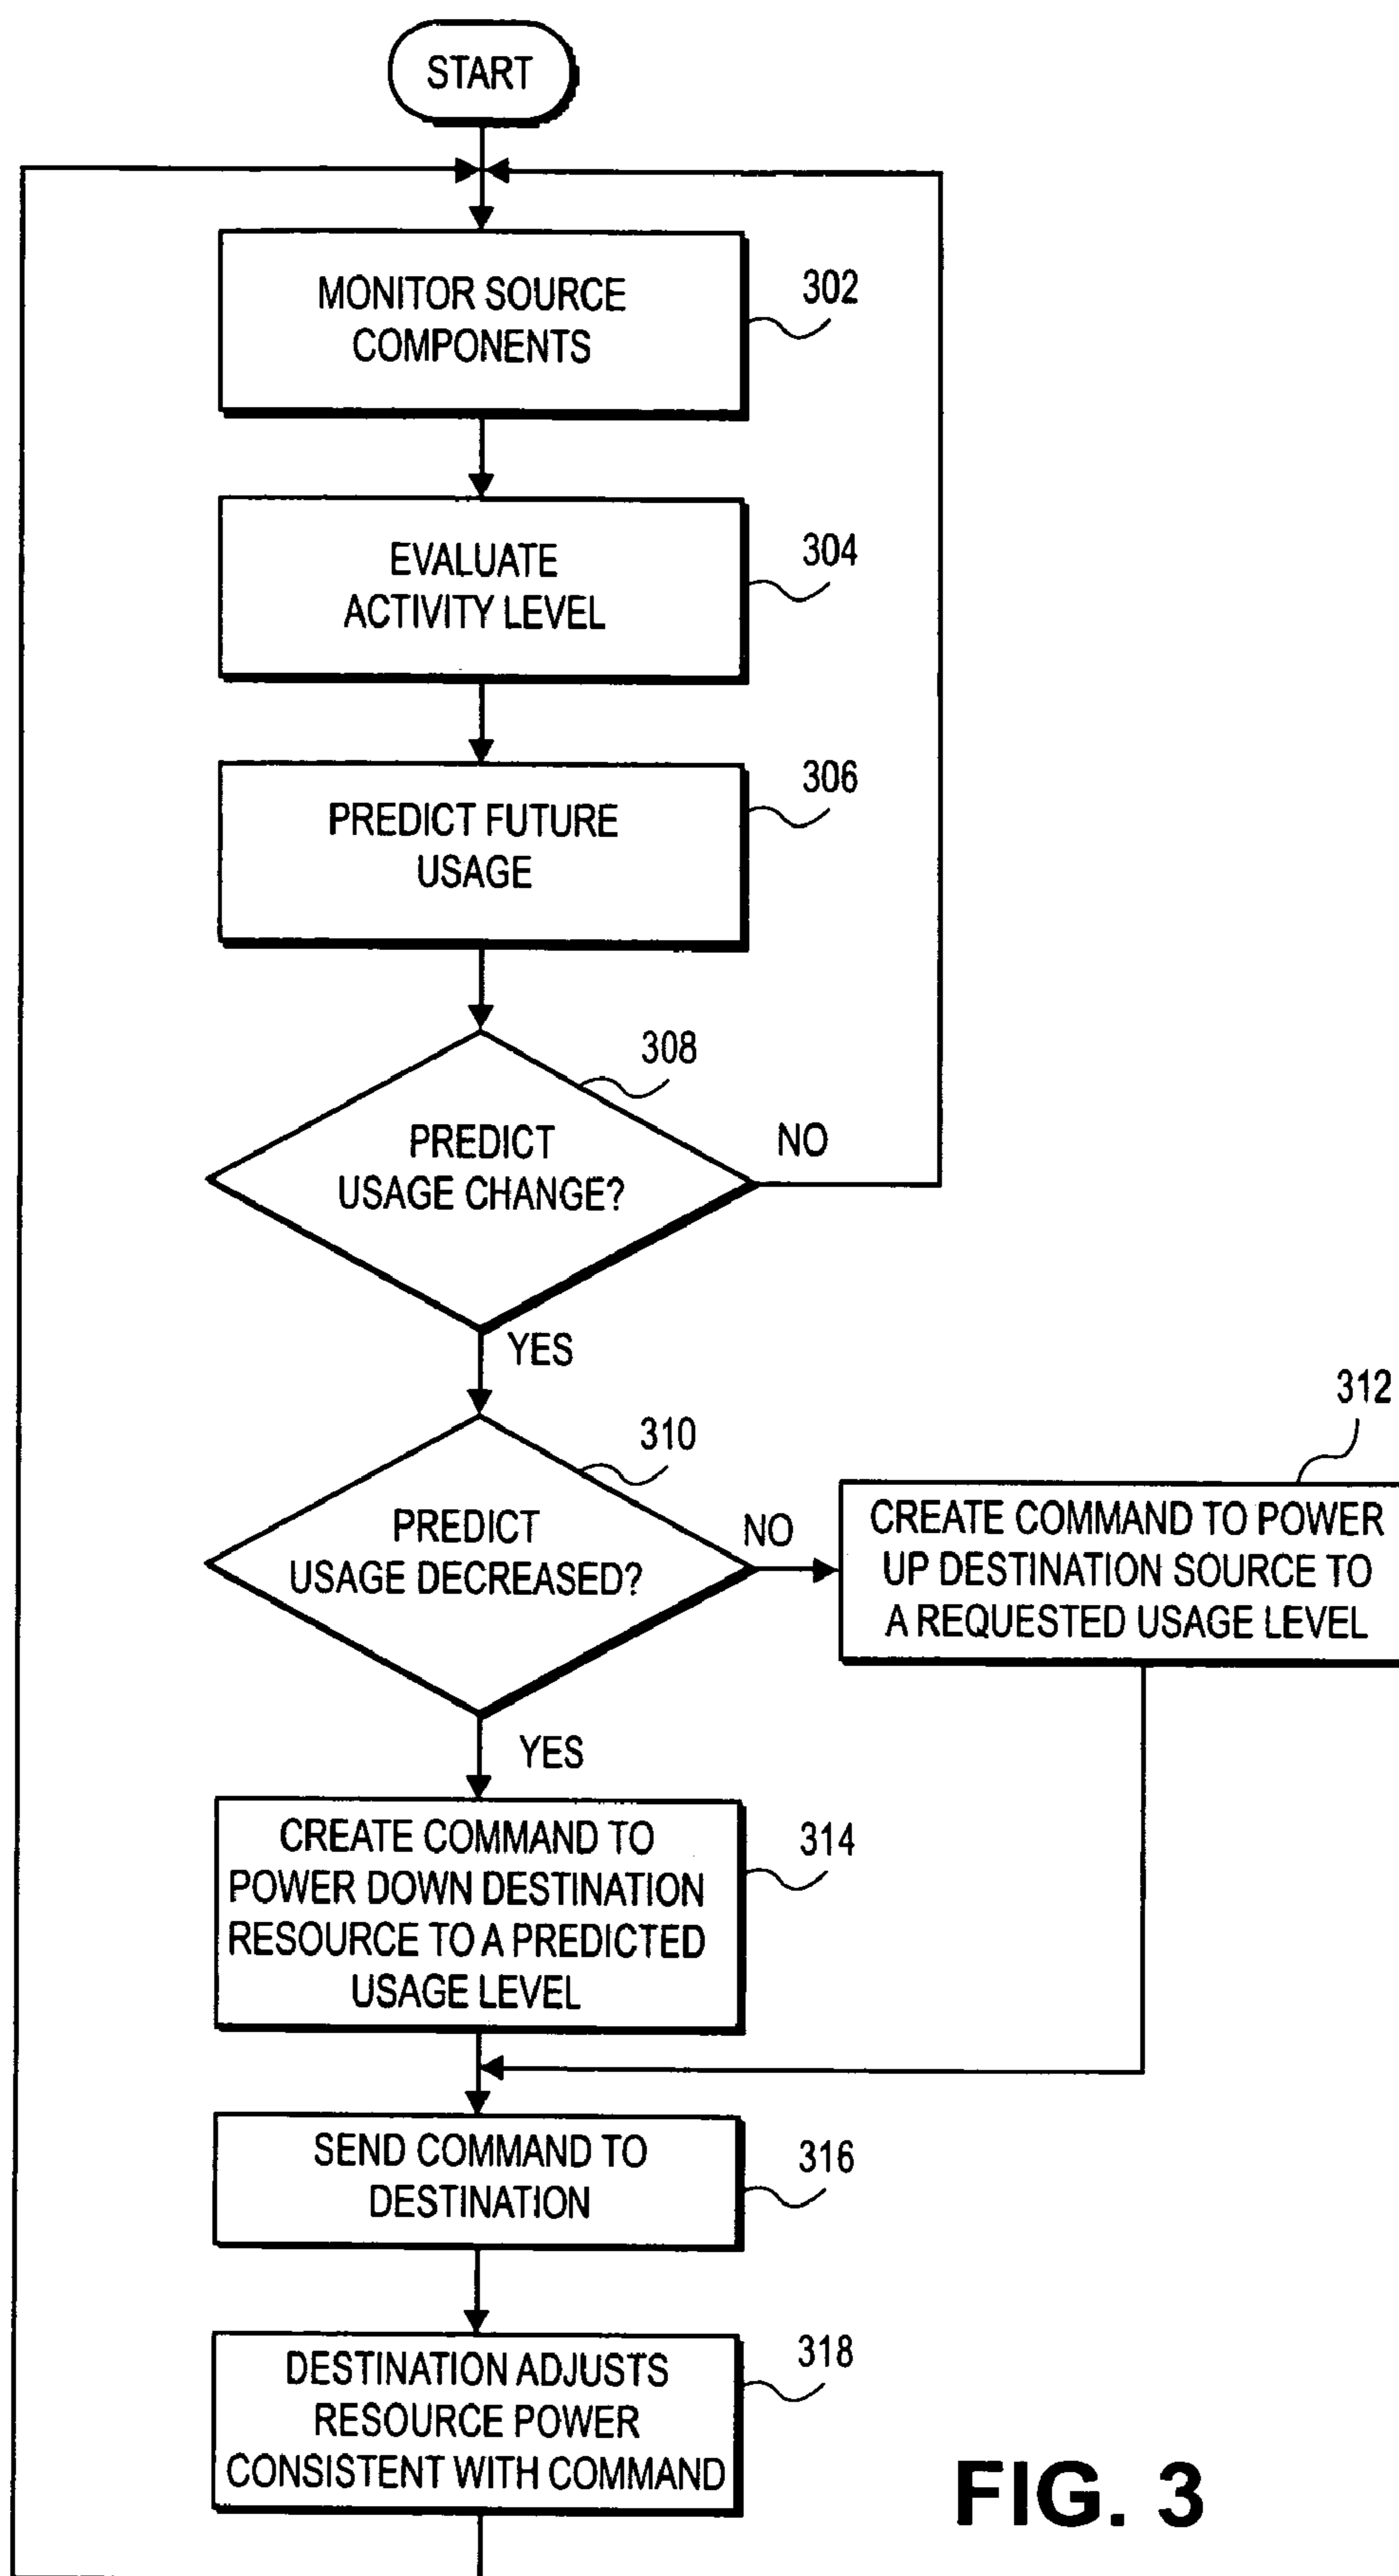 START
MONITOR SOURCE
COMPONENTS
302
EVALUATE
ACTIVITY LEVEL
304
PREDICT FUTURE
USAGE
306
PREDICT
USAGE CHANGE?
308
NO
YES
PREDICT
USAGE DECREASED?
310
NO
312
CREATE COMMAND TO POWER
UP DESTINATION SOURCE TO
A REQUESTED USAGE LEVEL
YES
CREATE COMMAND TO
POWER DOWN DESTINATION
RESOURCE TO A PREDICTED
USAGE LEVEL
314
SEND COMMAND TO
DESTINATION
316
DESTINATION ADJUSTS
RESOURCE POWER
CONSISTENT WITH COMMAND
318
FIG. 3